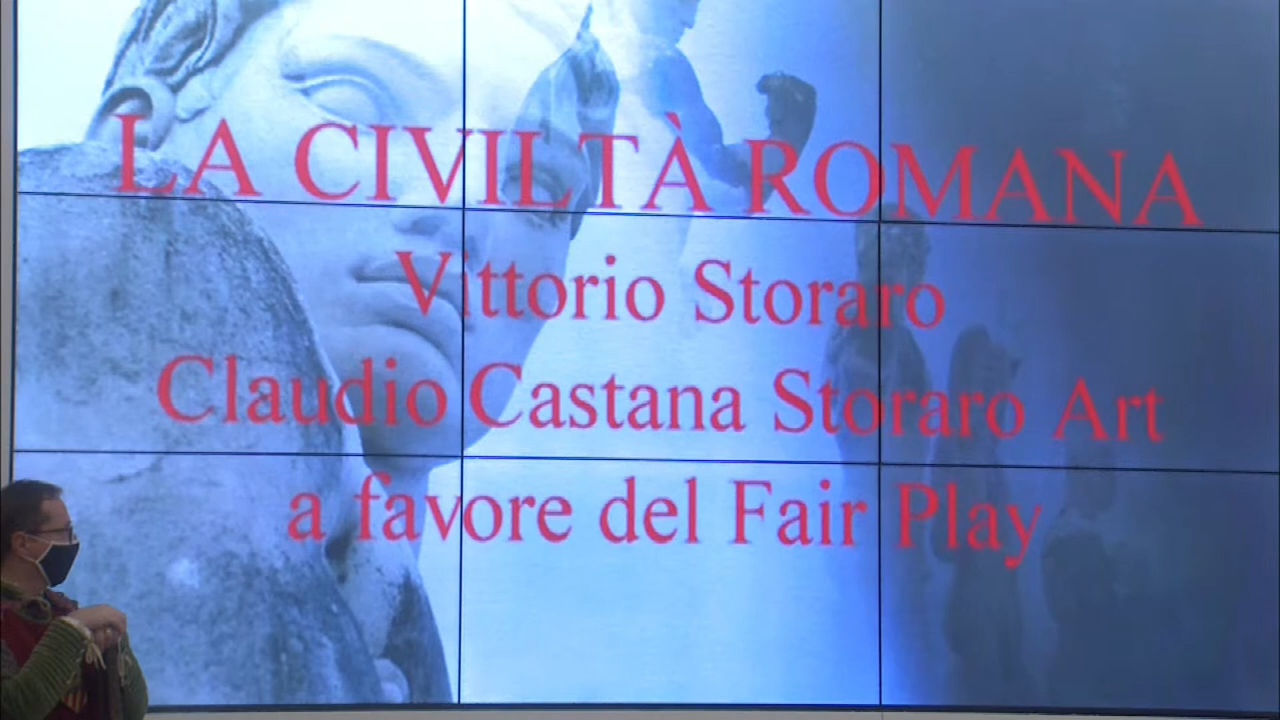 LA CIVILTÀ ROMANA
Vittorio Storaro
Claudio Castana Storaro Art
a favore del Fair Play